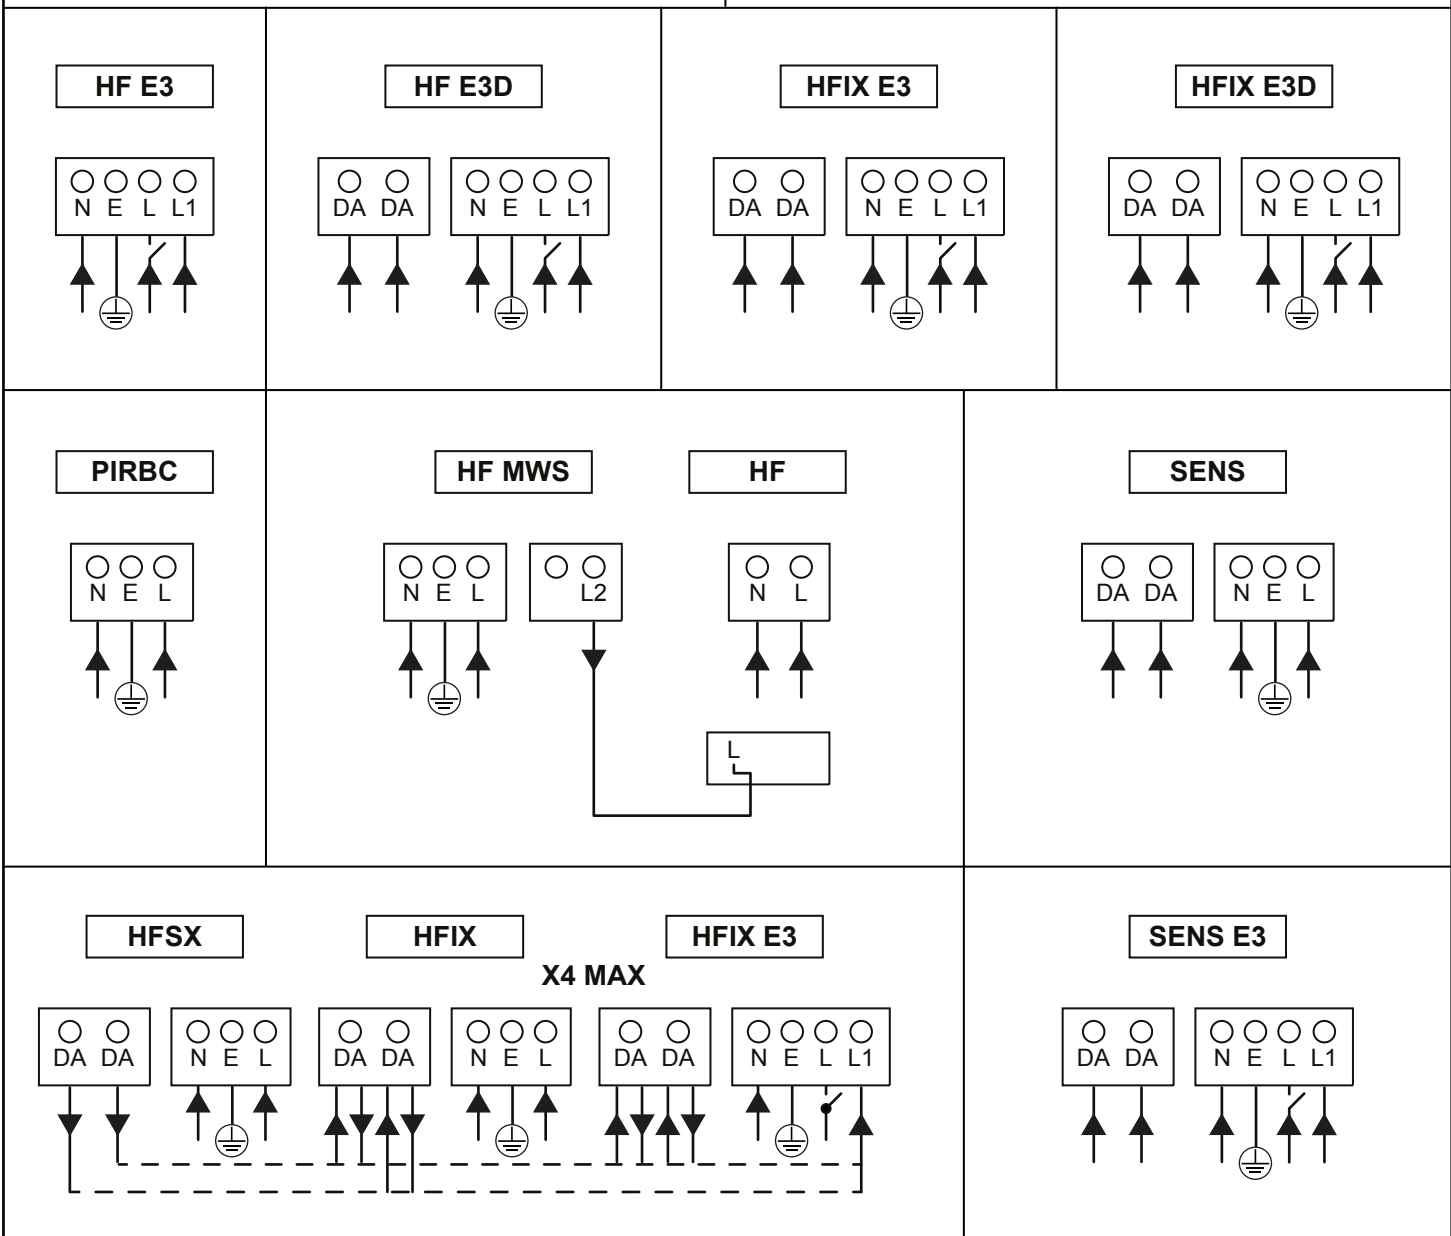 HF E3
HF E3D
HFIX E3
HFIX E3D
N E L L1
DA DA N E L L1
DA DA N E L L1
DA DA N E L L1
PIRBC
HF MWS
HF
SENS
N E L
N E L L2
N L
DA DA N E L
L
HFSX
HFIX
HFIX E3
SENS E3
X4 MAX
DA DA N E L
DA DA N E L
DA DA N E L L1
DA DA N E L L1